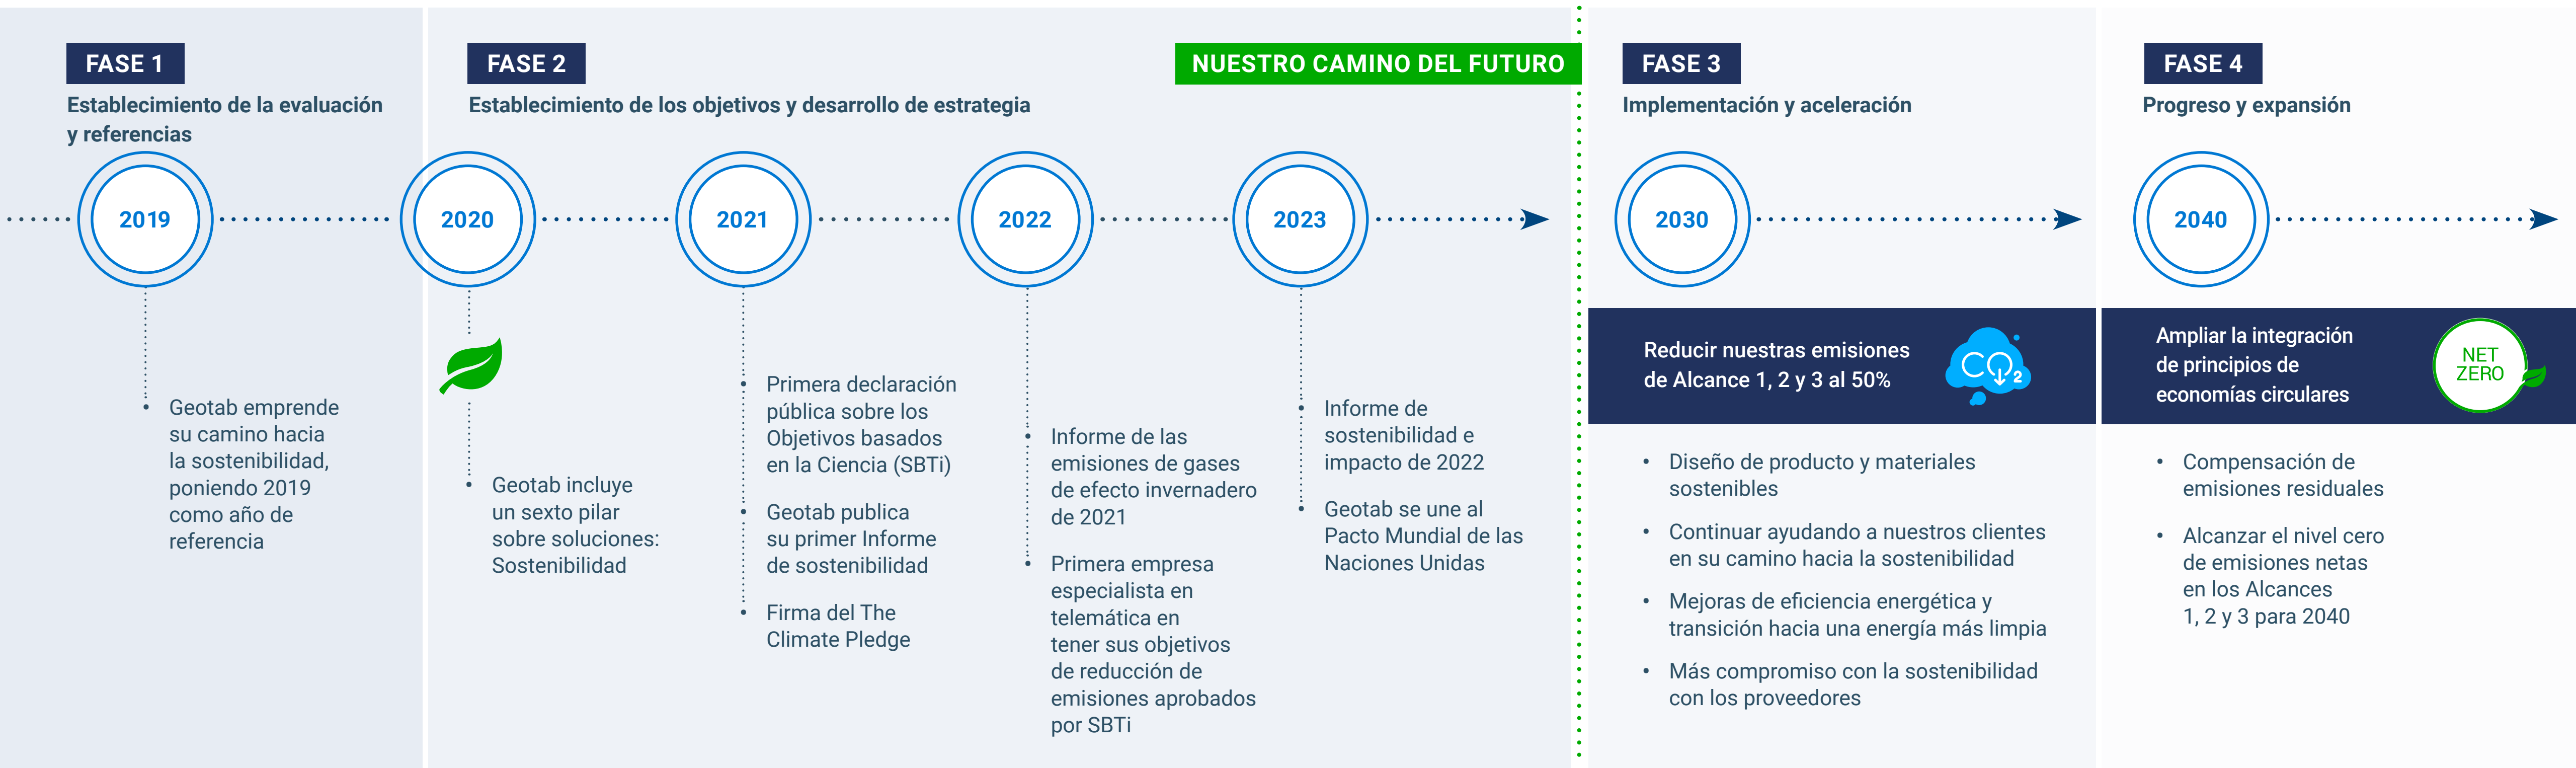 FASE 1
Establecimiento de la evaluación
y referencias
2019
Geotab emprende
su camino hacia
la sostenibilidad,
poniendo 2019
como año de
referencia
FASE 2
Establecimiento de los objetivos y desarrollo de estrategia
2020
Geotab incluye
un sexto pilar
sobre soluciones:
Sostenibilidad
2021
Primera declaración
pública sobre los
Objetivos basados
en la Ciencia (SBTi)
Geotab publica
su primer Informe
de sostenibilidad
Firma del The
Climate Pledge
2022
Informe de las
emisiones de gases
de efecto invernadero
de 2021
Primera empresa
especialista en
telemática en
tener sus objetivos
de reducción de
emisiones aprobados
por SBTi
2023
Informe de
sostenibilidad e
impacto de 2022
Geotab se une al
Pacto Mundial de las
Naciones Unidas
NUESTRO CAMINO DEL FUTURO
FASE 3
Implementación y aceleración
2030
Reducir nuestras emisiones
de Alcance 1, 2 y 3 al 50%
CO2
Diseño de producto y materiales
sostenibles
Continuar ayudando a nuestros clientes
en su camino hacia la sostenibilidad
Mejoras de eficiencia energética y
transición hacia una energía más limpia
Más compromiso con la sostenibilidad
con los proveedores
FASE 4
Progreso y expansión
2040
Ampliar la integración
de principios de
economías circulares
NET
ZERO
Compensación de
emisiones residuales
Alcanzar el nivel cero
de emisiones netas
en los Alcances
1, 2 y 3 para 2040